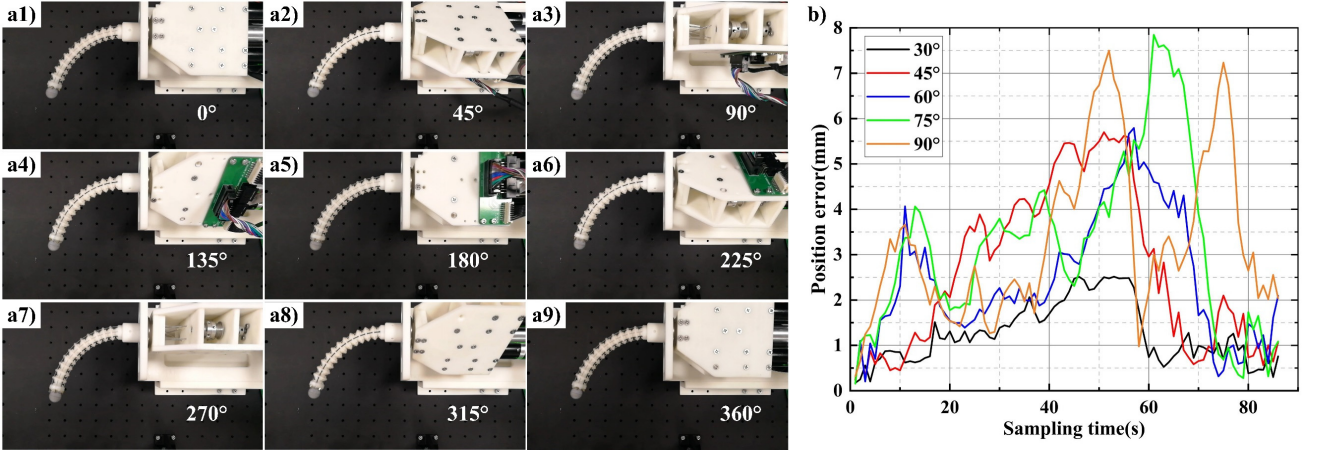 a1)
0°
a2)
45°
a3)
90°
a4)
135°
a5)
180°
a6)
225°
a7)
270°
a8)
315°
a9)
360°
b)
8
7
6
5
4
3
2
1
0
Position error(mm)
30°
45°
60°
75°
90°
0 20 40 60 80
Sampling time(s)